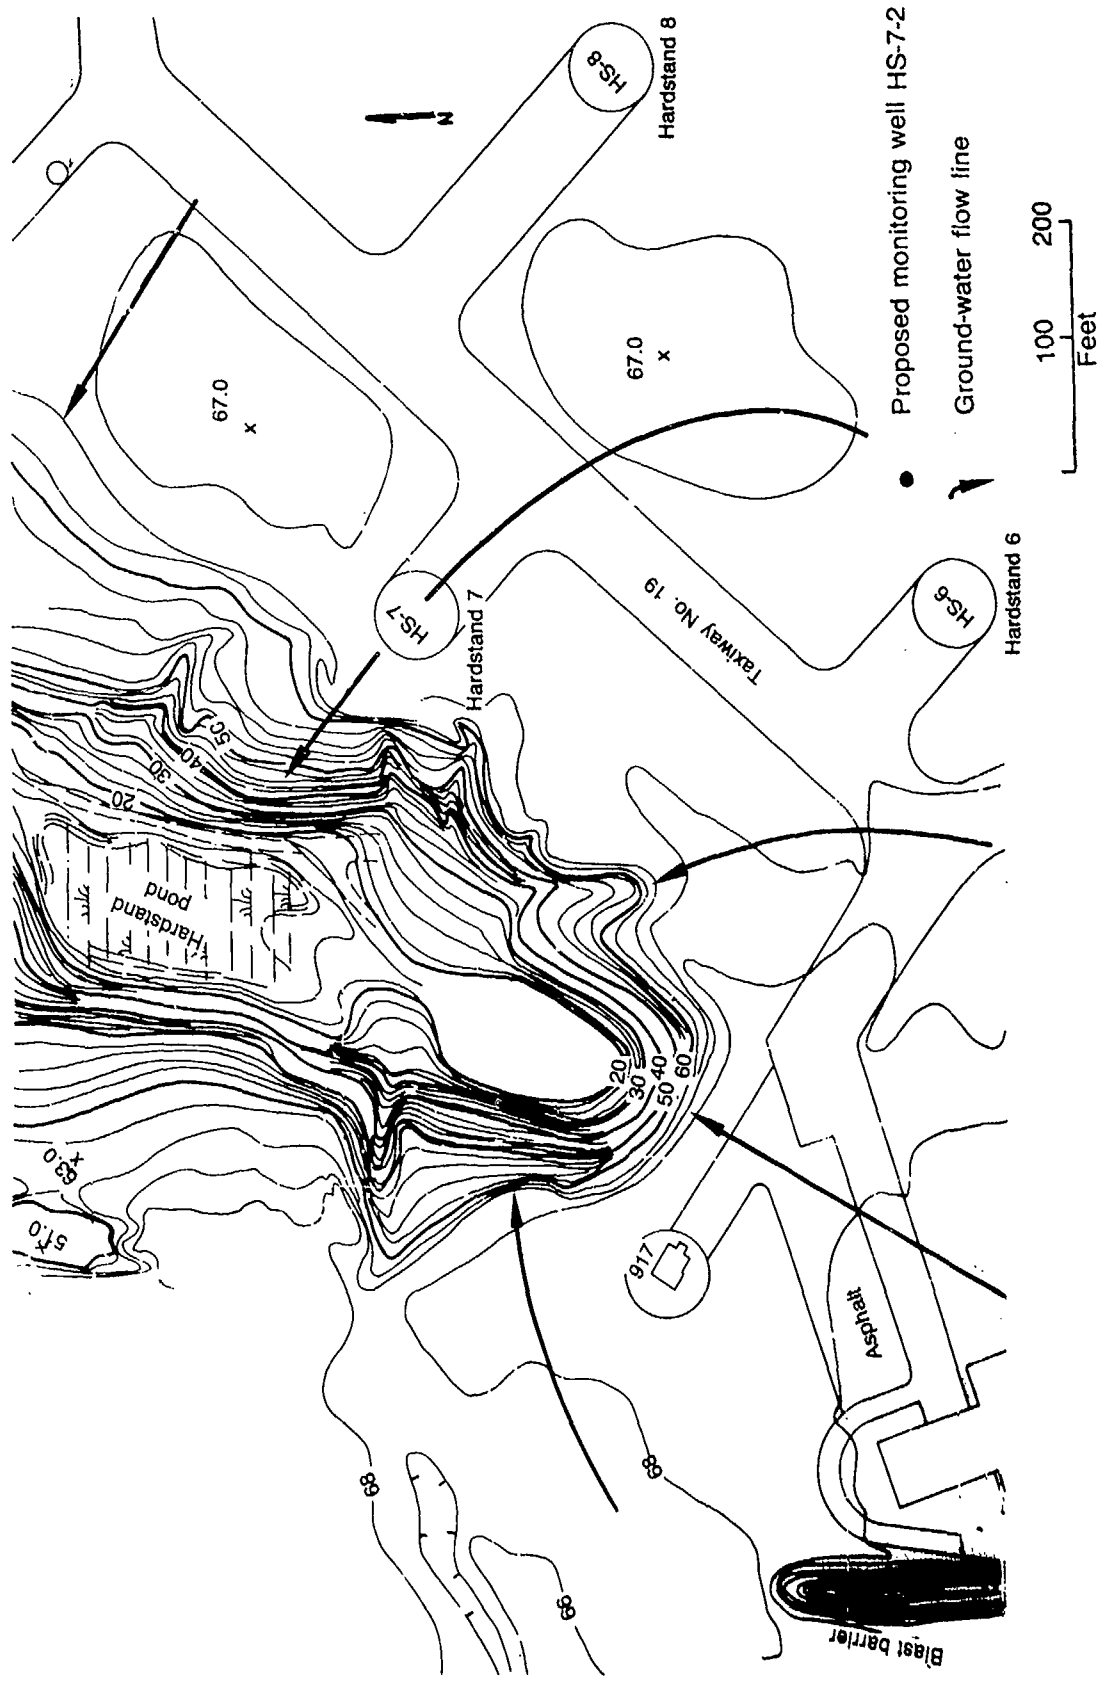 HS-8
Hardstand 8
N
Proposed monitoring well HS-7-2
Ground-water flow line
100
200
Feet
67.0
x
67.0
x
HS-7
Hardstand 7
Taxiway No. 19
HS-6
Hardstand 6
50
40
30
20
Hardstand
pond
20
30
40
50
60
63.0
x
51.0
x
917
Asphalt
68
68
66
Blast barrier